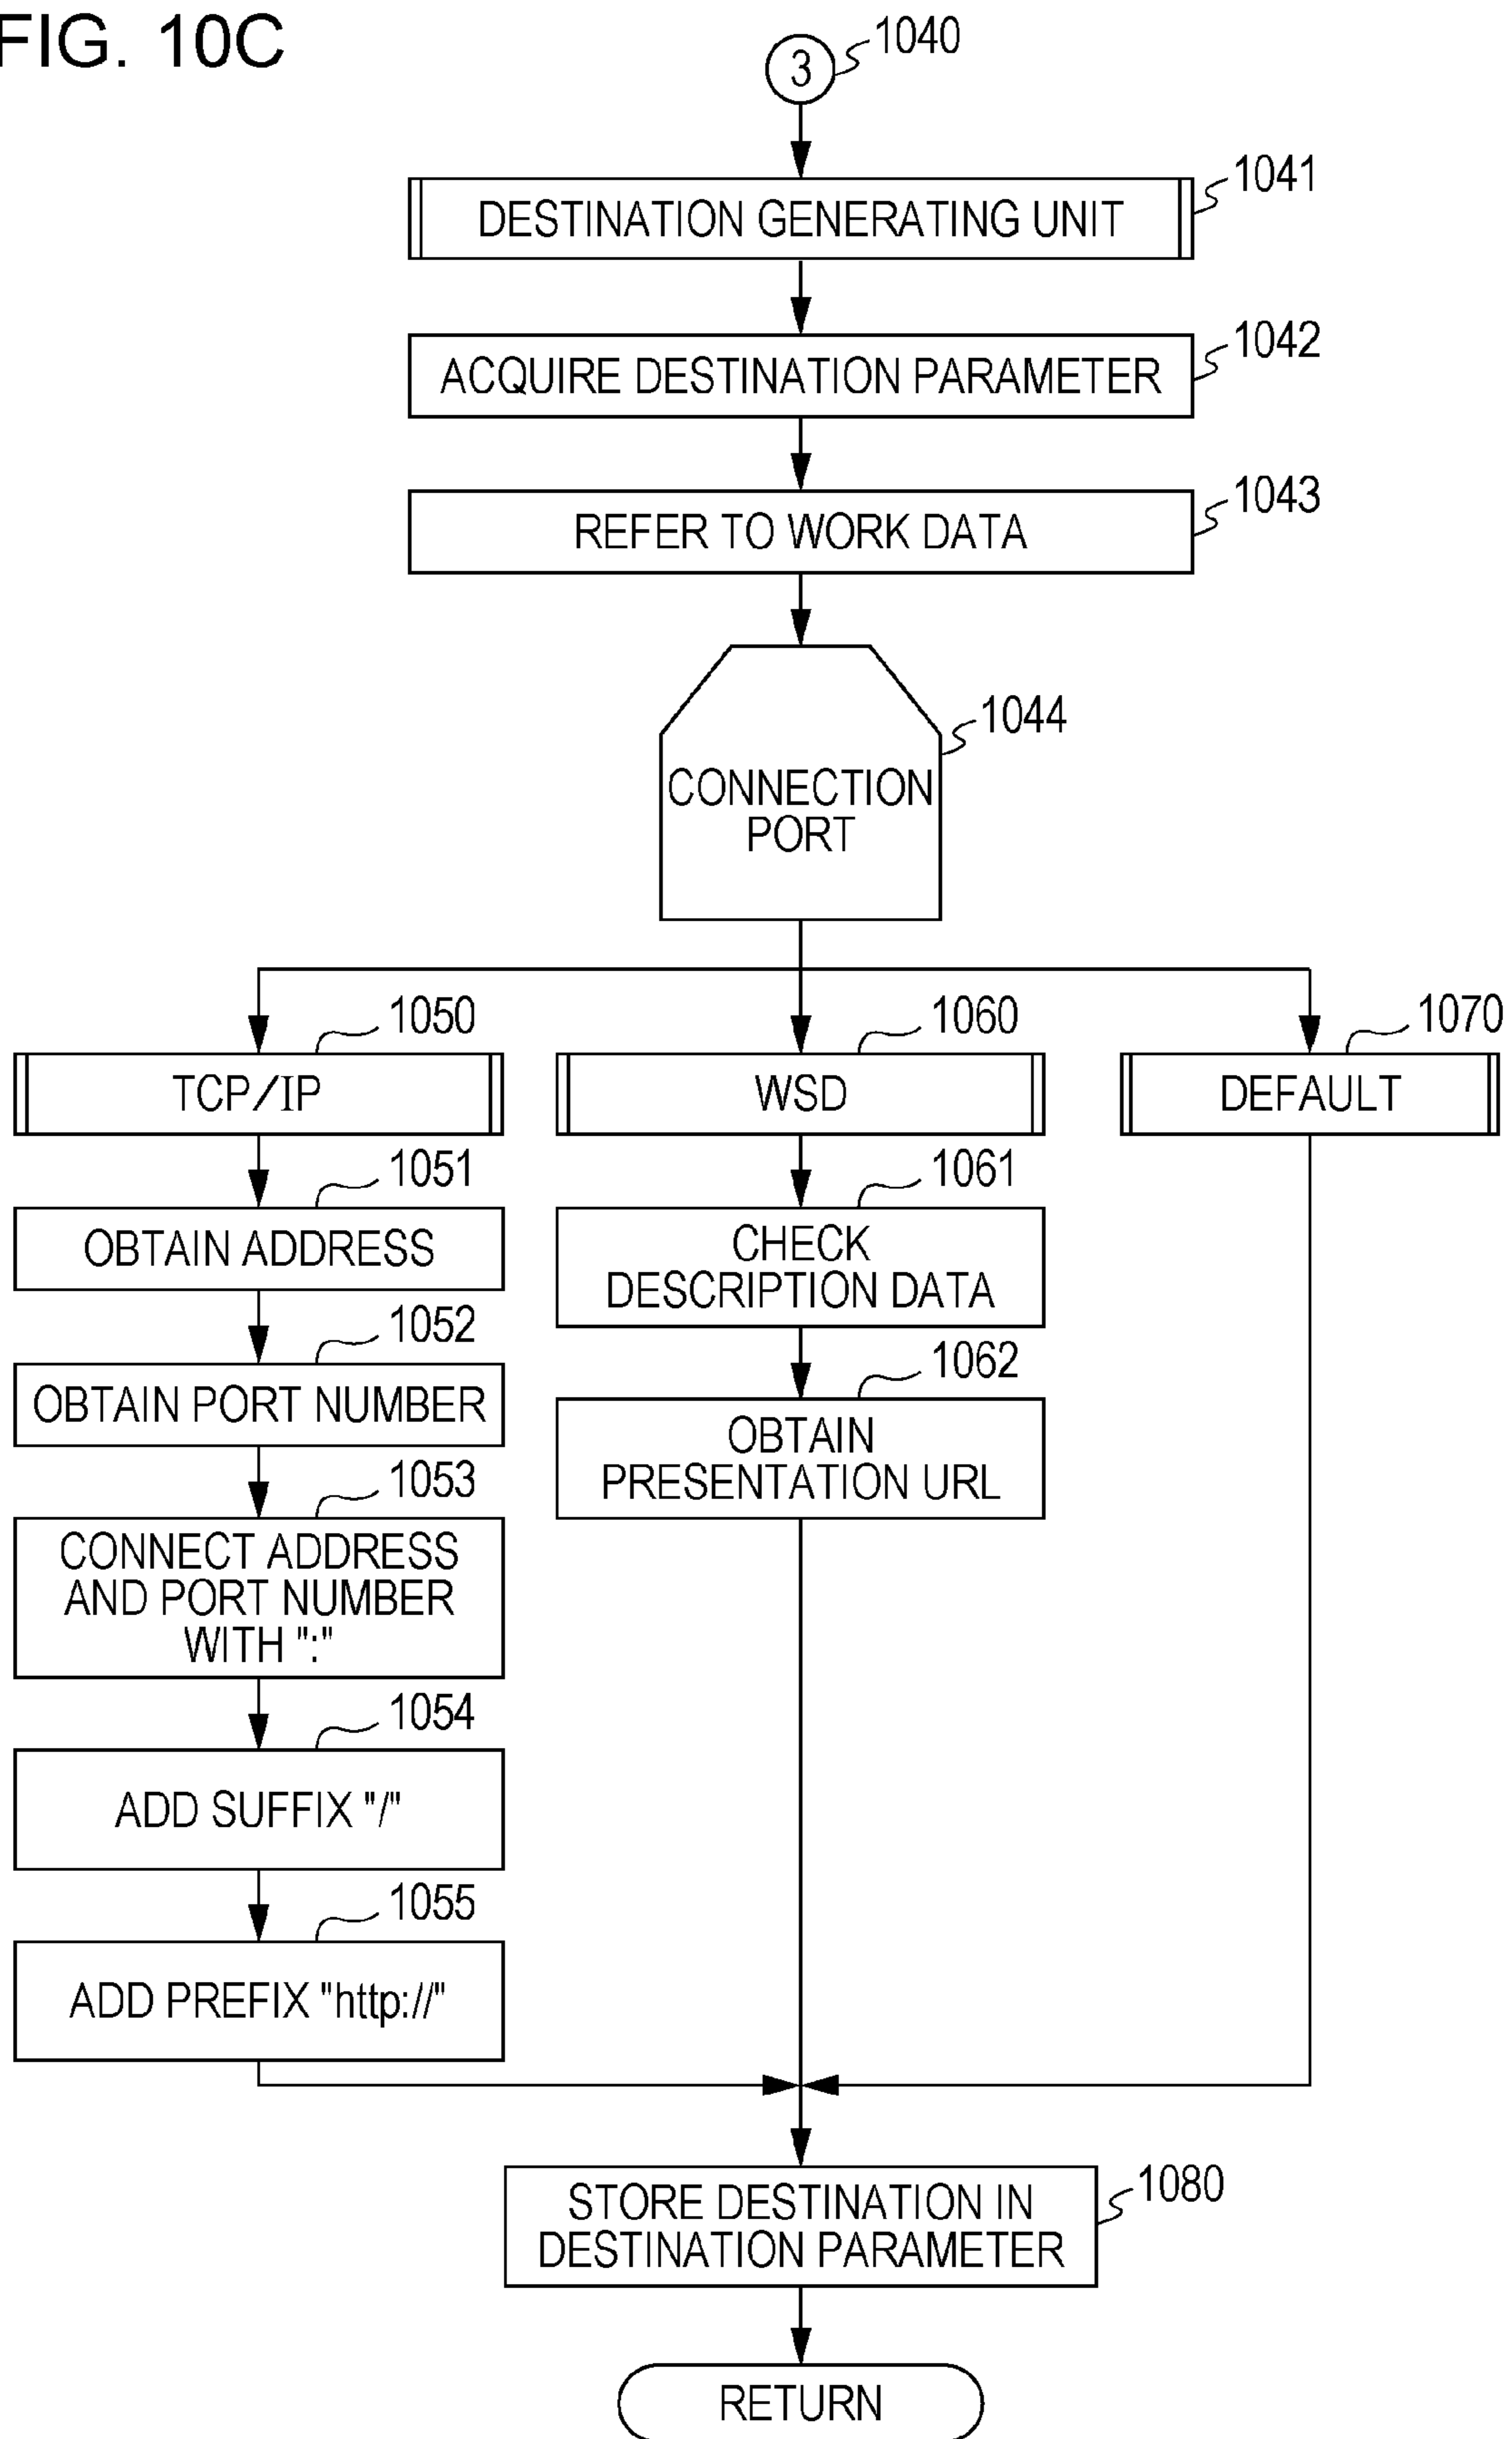 FIG. 10C
3
1040
DESTINATION GENERATING UNIT
1041
ACQUIRE DESTINATION PARAMETER
1042
REFER TO WORK DATA
1043
CONNECTION
PORT
1044
1050
TCP/IP
1051
OBTAIN ADDRESS
1052
OBTAIN PORT NUMBER
1053
CONNECT ADDRESS
AND PORT NUMBER
WITH ":"
1054
ADD SUFFIX "/"
1055
ADD PREFIX "http://"
1060
WSD
1061
CHECK
DESCRIPTION DATA
1062
OBTAIN
PRESENTATION URL
1070
DEFAULT
STORE DESTINATION IN
DESTINATION PARAMETER
1080
RETURN